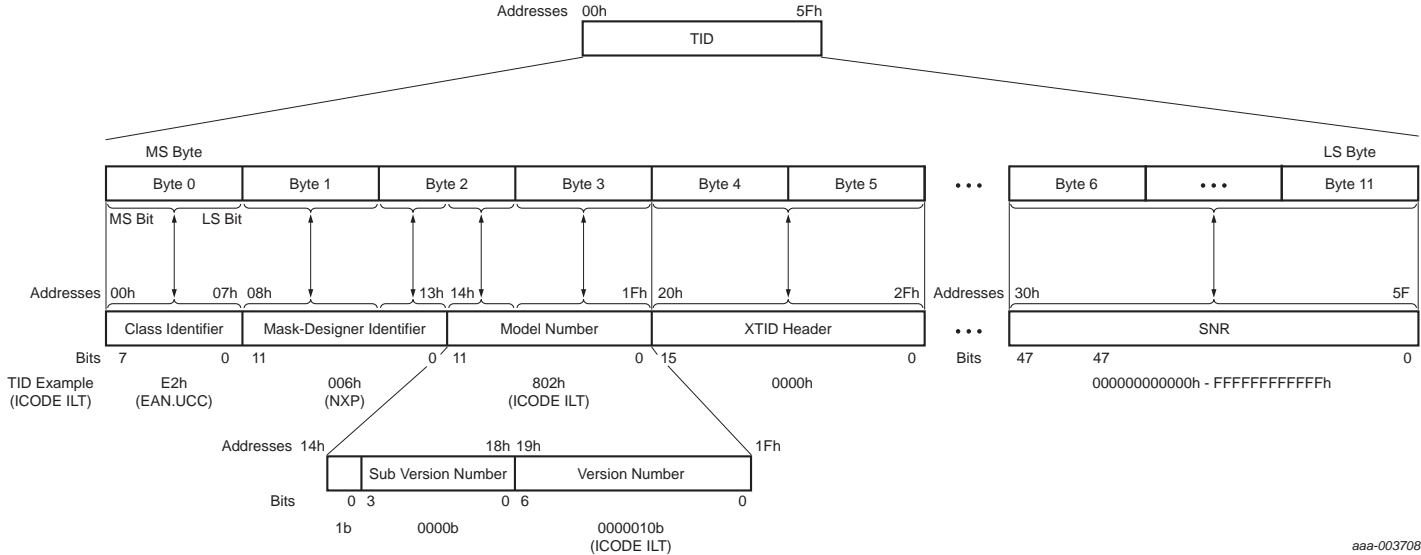 Addresses 00h 5Fh
TID
MS Byte LS Byte
Byte 0 Byte 1 Byte 2 Byte 3 Byte 4 Byte 5 • • • Byte 6 • • • Byte 11
MS Bit LS Bit
Addresses 00h 07h 08h 13h 14h 1Fh 20h 2Fh Addresses 30h 5F
Class Identifier Mask-Designer Identifier Model Number XTID Header • • • SNR
Bits 7 0 11 0 11 0 15 0 Bits 47 47 0
TID Example E2h 006h 802h 0000h 000000000000h - FFFFFFFFFFFFh
(ICODE ILT) (EAN.UCC) (NXP) (ICODE ILT)
Addresses 14h 18h 19h 1Fh
Sub Version Number Version Number
Bits 0 3 0 6 0
1b 0000b 0000010b
(ICODE ILT)
aaa-003708